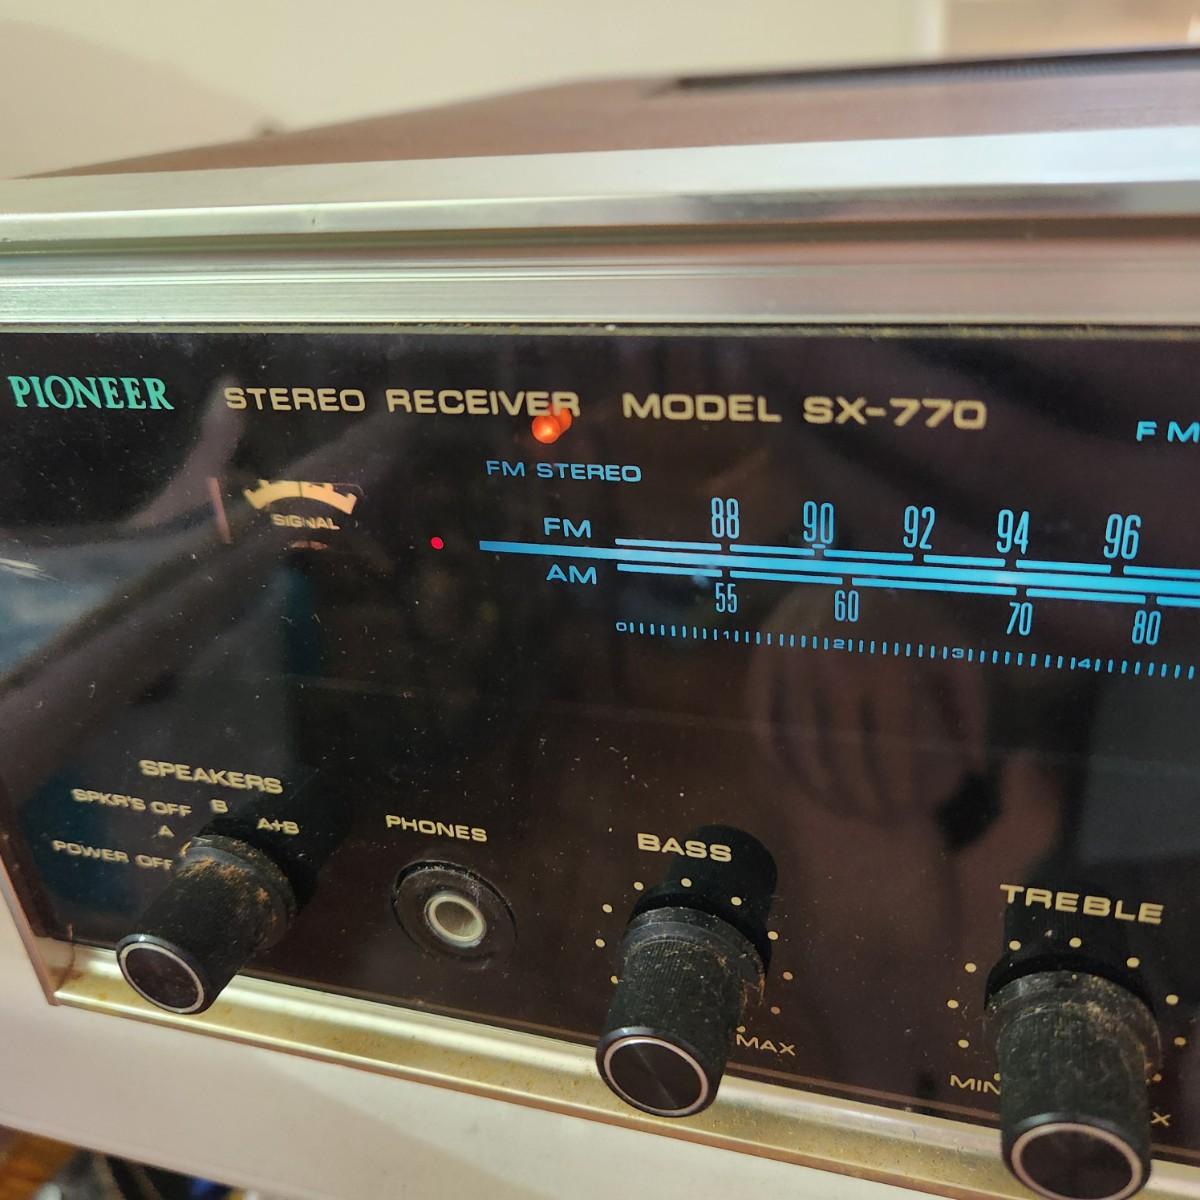 PIONEER STEREO RECEIVER MODEL SX-770
FM
FM STEREO
SIGNAL
FM 88 90 92 94 96
AM 55 60 70 80
0 1 2 3 4
SPEAKERS
SPKR'S OFF B
A A+B
POWER OFF
PHONES
BASS
MAX
TREBLE
MIN